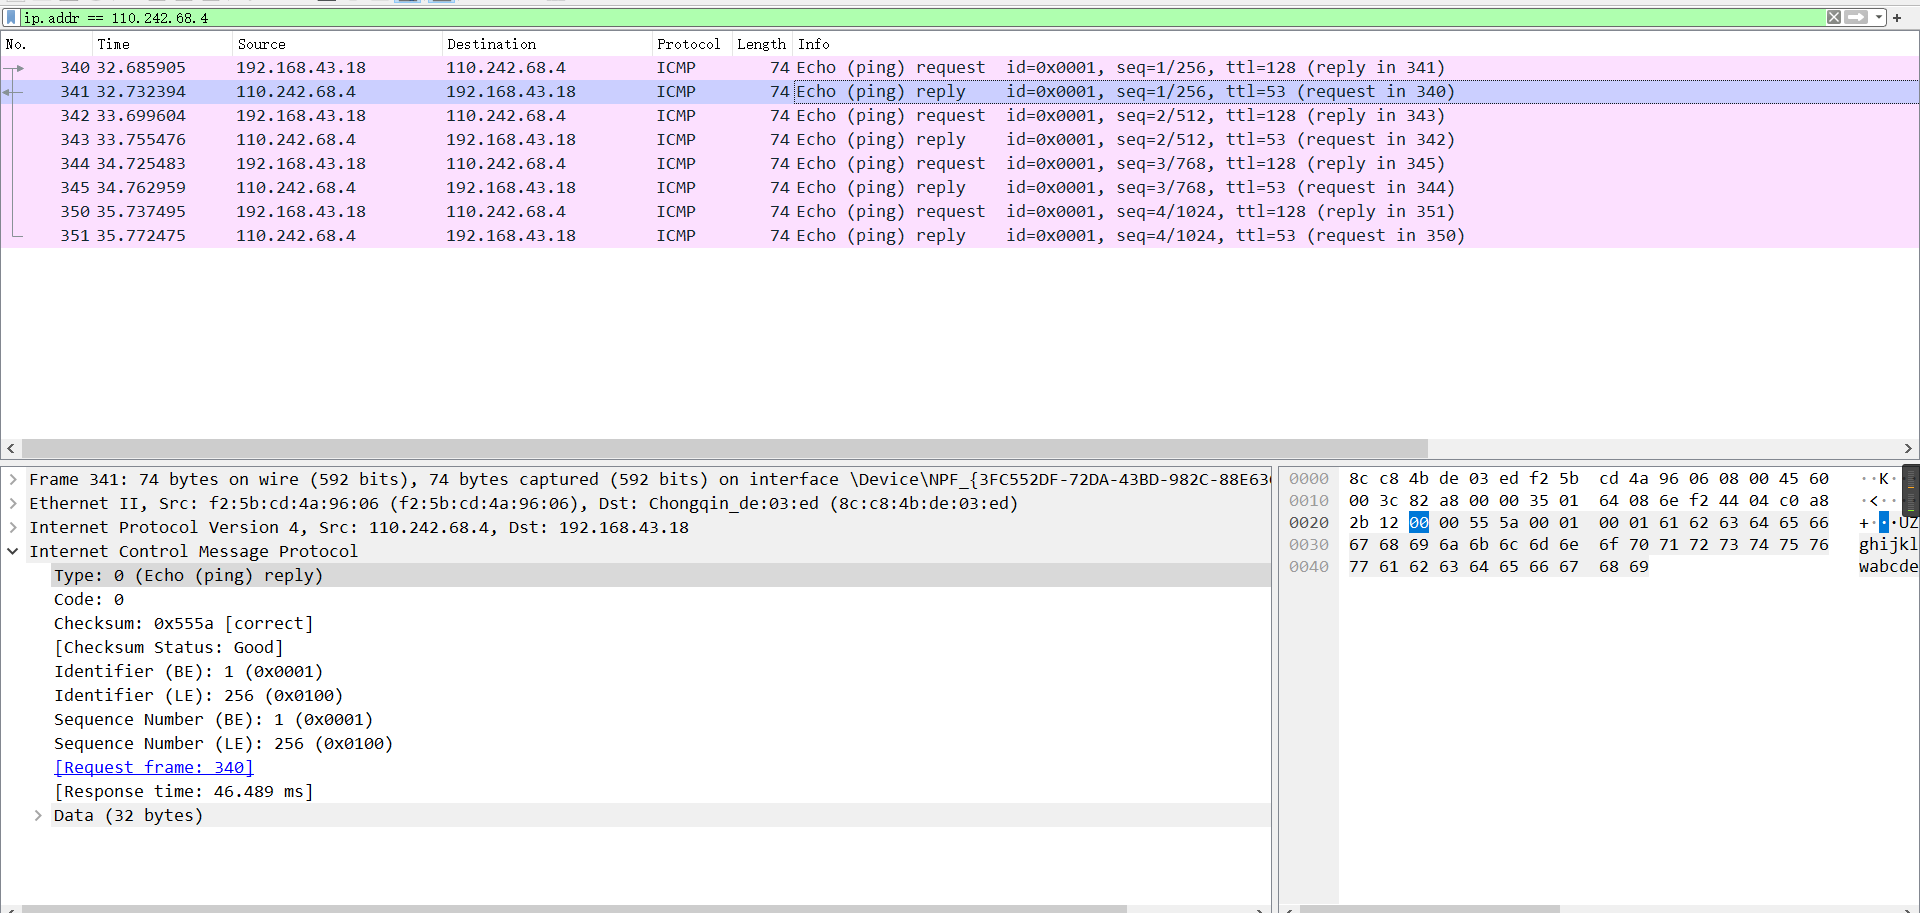 ip.addr == 110.242.68.4
No. Time Source Destination Protocol Length Info
340 32.685905 192.168.43.18 110.242.68.4 ICMP 74 Echo (ping) request id=0x0001, seq=1/256, ttl=128 (reply in 341)
341 32.732394 110.242.68.4 192.168.43.18 ICMP 74 Echo (ping) reply id=0x0001, seq=1/256, ttl=53 (request in 340)
342 33.699604 192.168.43.18 110.242.68.4 ICMP 74 Echo (ping) request id=0x0001, seq=2/512, ttl=128 (reply in 343)
343 33.755476 110.242.68.4 192.168.43.18 ICMP 74 Echo (ping) reply id=0x0001, seq=2/512, ttl=53 (request in 342)
344 34.725483 192.168.43.18 110.242.68.4 ICMP 74 Echo (ping) request id=0x0001, seq=3/768, ttl=128 (reply in 345)
345 34.762959 110.242.68.4 192.168.43.18 ICMP 74 Echo (ping) reply id=0x0001, seq=3/768, ttl=53 (request in 344)
350 35.737495 192.168.43.18 110.242.68.4 ICMP 74 Echo (ping) request id=0x0001, seq=4/1024, ttl=128 (reply in 351)
351 35.772475 110.242.68.4 192.168.43.18 ICMP 74 Echo (ping) reply id=0x0001, seq=4/1024, ttl=53 (request in 350)
Frame 341: 74 bytes on wire (592 bits), 74 bytes captured (592 bits) on interface \Device\NPF_{3FC552DF-72DA-43BD-982C-88E63
Ethernet II, Src: f2:5b:cd:4a:96:06 (f2:5b:cd:4a:96:06), Dst: Chongqin_de:03:ed (8c:c8:4b:de:03:ed)
Internet Protocol Version 4, Src: 110.242.68.4, Dst: 192.168.43.18
Internet Control Message Protocol
Type: 0 (Echo (ping) reply)
Code: 0
Checksum: 0x555a [correct]
[Checksum Status: Good]
Identifier (BE): 1 (0x0001)
Identifier (LE): 256 (0x0100)
Sequence Number (BE): 1 (0x0001)
Sequence Number (LE): 256 (0x0100)
[Request frame: 340]
[Response time: 46.489 ms]
Data (32 bytes)
0000 8c c8 4b de 03 ed f2 5b cd 4a 96 06 08 00 45 60 ··K·
0010 00 3c 82 a8 00 00 35 01 64 08 6e f2 44 04 c0 a8 ·<··
0020 2b 12 00 00 55 5a 00 01 00 01 61 62 63 64 65 66 +···UZ
0030 67 68 69 6a 6b 6c 6d 6e 6f 70 71 72 73 74 75 76 ghijkl
0040 77 61 62 63 64 65 66 67 68 69 wabcde